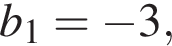 b₁ = −3,